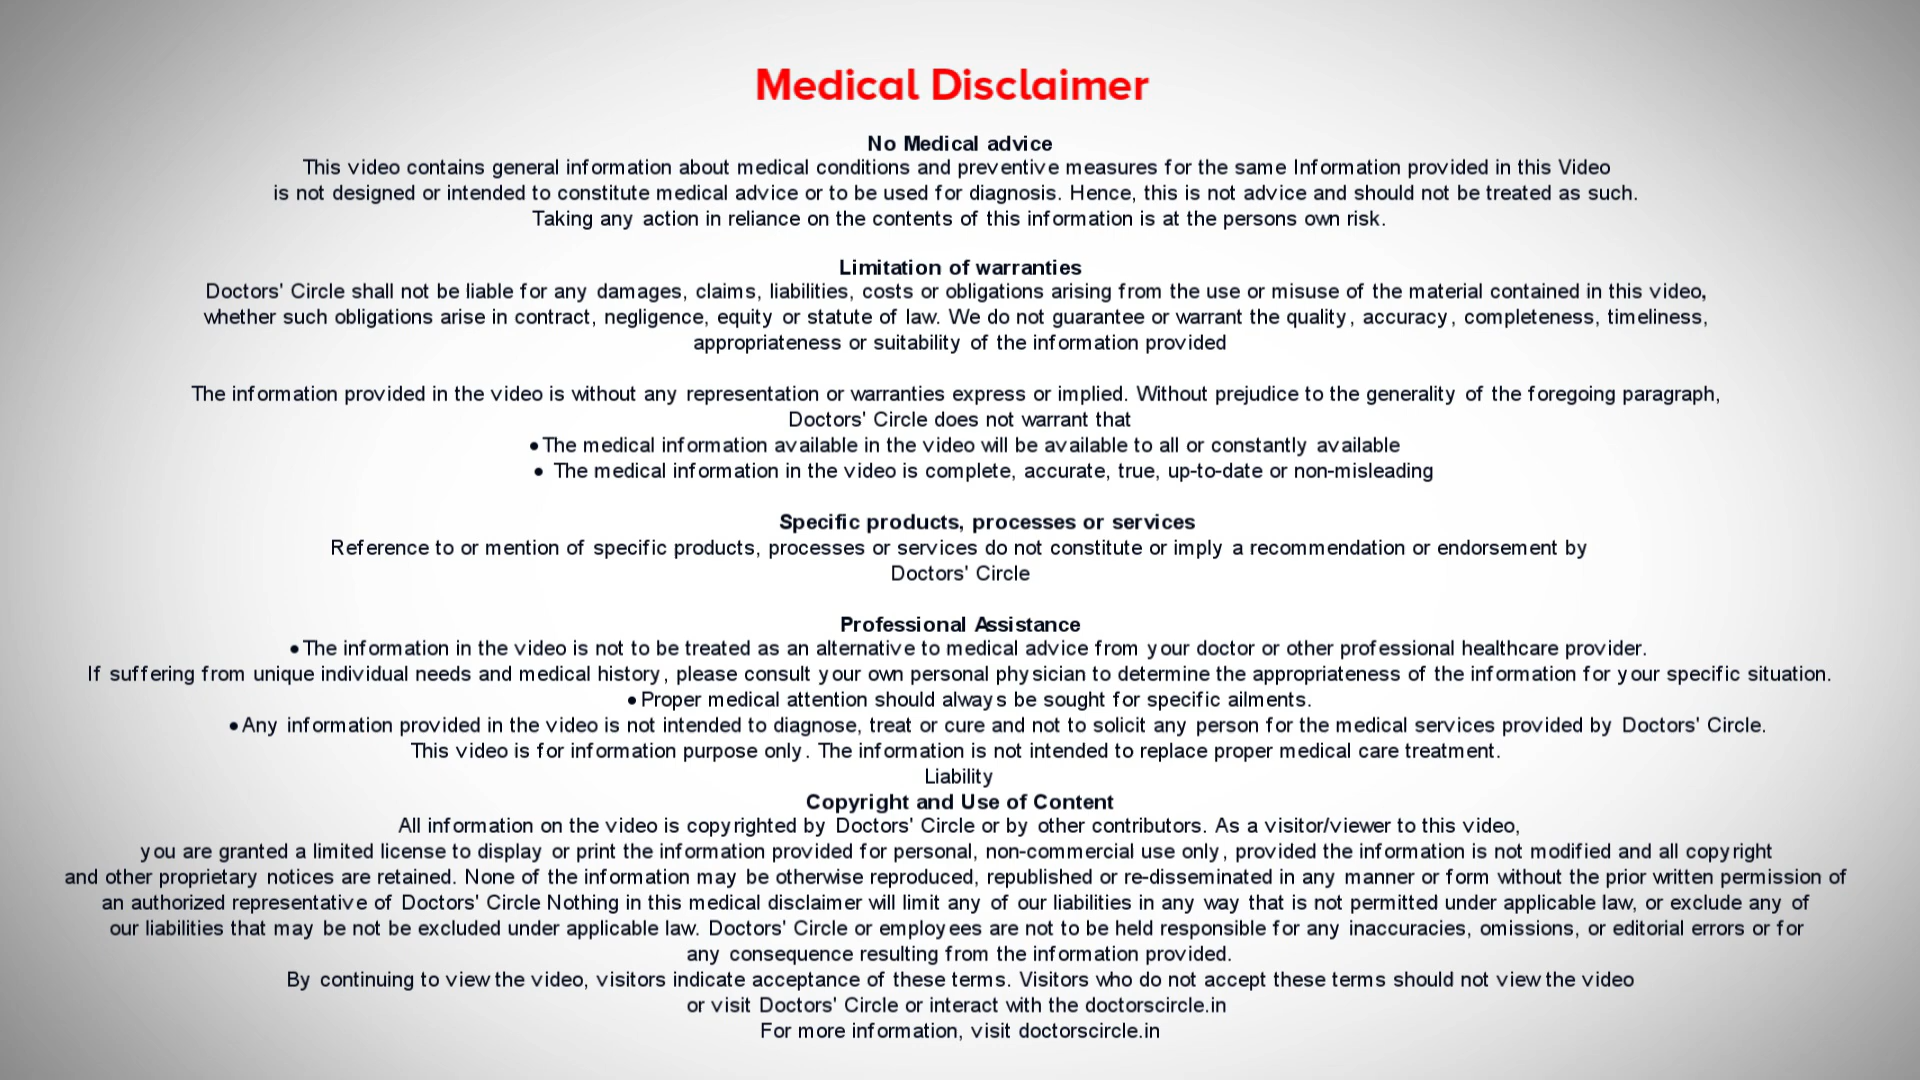 Medical Disclaimer
No Medical advice
This video contains general information about medical conditions and preventive measures for the same Information provided in this Video
is not designed or intended to constitute medical advice or to be used for diagnosis. Hence, this is not advice and should not be treated as such.
Taking any action in reliance on the contents of this information is at the persons own risk.
Limitation of warranties
Doctors' Circle shall not be liable for any damages, claims, liabilities, costs or obligations arising from the use or misuse of the material contained in this video,
whether such obligations arise in contract, negligence, equity or statute of law. We do not guarantee or warrant the quality, accuracy, completeness, timeliness,
appropriateness or suitability of the information provided
The information provided in the video is without any representation or warranties express or implied. Without prejudice to the generality of the foregoing paragraph,
Doctors' Circle does not warrant that
•The medical information available in the video will be available to all or constantly available
• The medical information in the video is complete, accurate, true, up-to-date or non-misleading
Specific products, processes or services
Reference to or mention of specific products, processes or services do not constitute or imply a recommendation or endorsement by
Doctors' Circle
Professional Assistance
•The information in the video is not to be treated as an alternative to medical advice from your doctor or other professional healthcare provider.
If suffering from unique individual needs and medical history, please consult your own personal physician to determine the appropriateness of the information for your specific situation.
•Proper medical attention should always be sought for specific ailments.
•Any information provided in the video is not intended to diagnose, treat or cure and not to solicit any person for the medical services provided by Doctors' Circle.
This video is for information purpose only. The information is not intended to replace proper medical care treatment.
Liability
Copyright and Use of Content
All information on the video is copyrighted by Doctors' Circle or by other contributors. As a visitor/viewer to this video,
you are granted a limited license to display or print the information provided for personal, non-commercial use only, provided the information is not modified and all copyright
and other proprietary notices are retained. None of the information may be otherwise reproduced, republished or re-disseminated in any manner or form without the prior written permission of
an authorized representative of Doctors' Circle Nothing in this medical disclaimer will limit any of our liabilities in any way that is not permitted under applicable law, or exclude any of
our liabilities that may be not be excluded under applicable law. Doctors' Circle or employees are not to be held responsible for any inaccuracies, omissions, or editorial errors or for
any consequence resulting from the information provided.
By continuing to view the video, visitors indicate acceptance of these terms. Visitors who do not accept these terms should not view the video
or visit Doctors' Circle or interact with the doctorscircle.in
For more information, visit doctorscircle.in